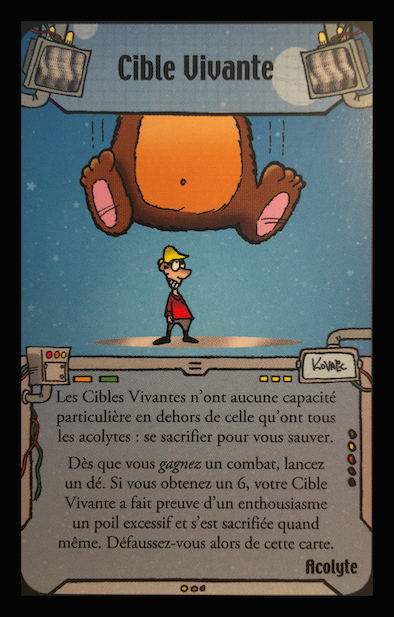 Cible Vivante
KOVALIC
Les Cibles Vivantes n'ont aucune capacité
particulière en dehors de celle qu'ont tous
les acolytes : se sacrifier pour vous sauver.
Dès que vous gagnez un combat, lancez
un dé. Si vous obtenez un 6, votre Cible
Vivante a fait preuve d'un enthousiasme
un poil excessif et s'est sacrifiée quand
même. Défaussez-vous alors de cette carte.
Acolyte